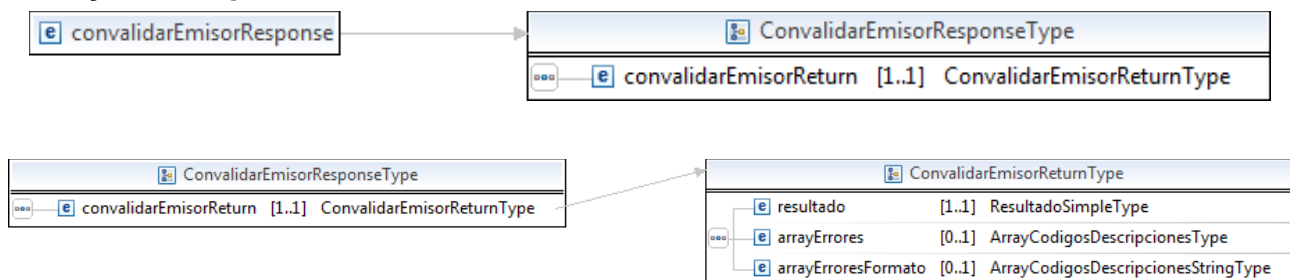 e convalidarEmisorResponse
ConvalidarEmisorResponseType
e convalidarEmisorReturn [1..1] ConvalidarEmisorReturnType
ConvalidarEmisorResponseType
e convalidarEmisorReturn [1..1] ConvalidarEmisorReturnType
ConvalidarEmisorReturnType
e resultado [1..1] ResultadoSimpleType
e arrayErrores [0..1] ArrayCodigosDescripcionesType
e arrayErroresFormato [0..1] ArrayCodigosDescripcionesStringType